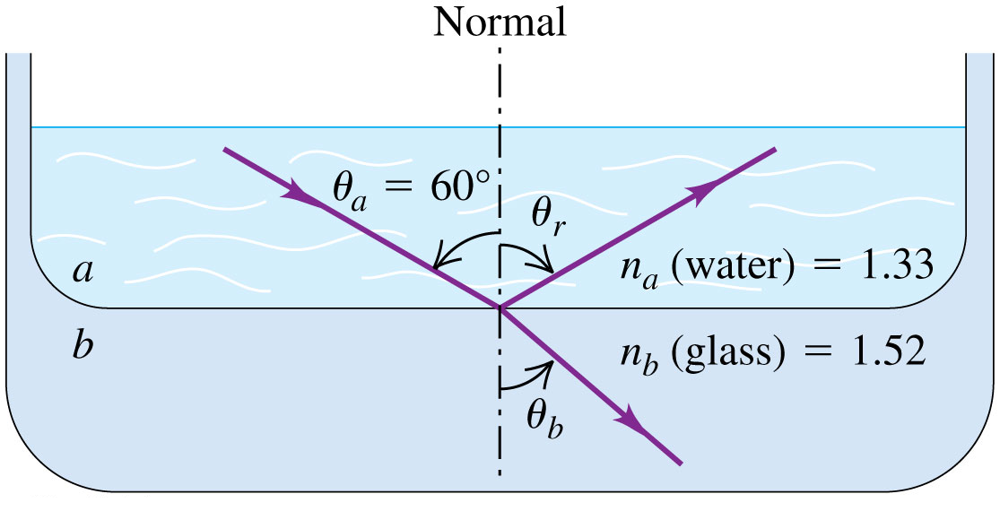 Normal
θa = 60°
θr
a
na (water) = 1.33
b
nb (glass) = 1.52
θb